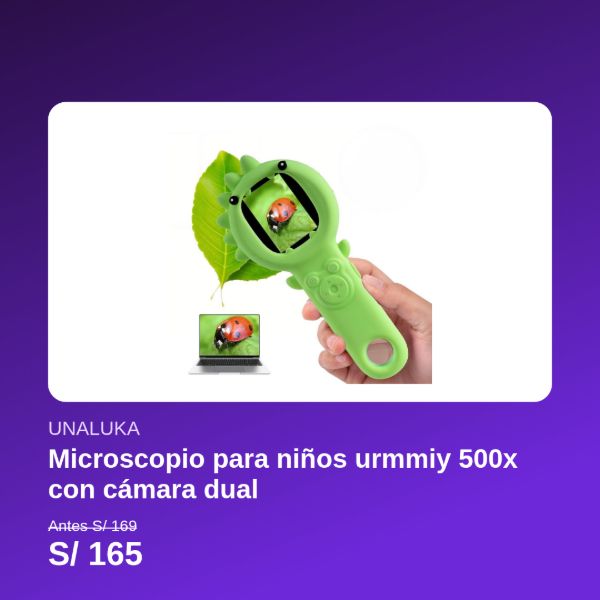 UNALUKA
Microscopio para niños urmmiy 500x
con cámara dual
Antes S/ 169
S/ 165